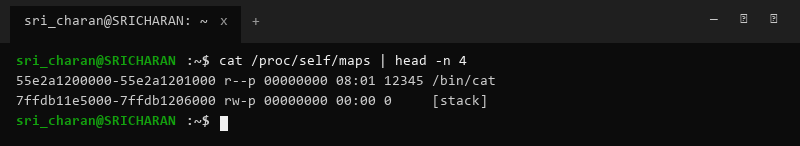 sri_charan@SRICHARAN: ~ x +
sri_charan@SRICHARAN :~$ cat /proc/self/maps | head -n 4
55e2a1200000-55e2a1201000 r--p 00000000 08:01 12345 /bin/cat
7ffdb11e5000-7ffdb1206000 rw-p 00000000 00:00 0     [stack]
sri_charan@SRICHARAN :~$